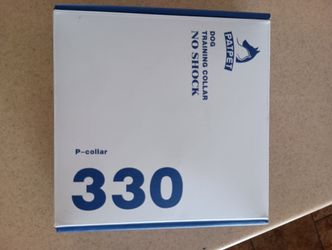 PATPET
DOG
TRAINING COLLAR
NO SHOCK
P-collar
330